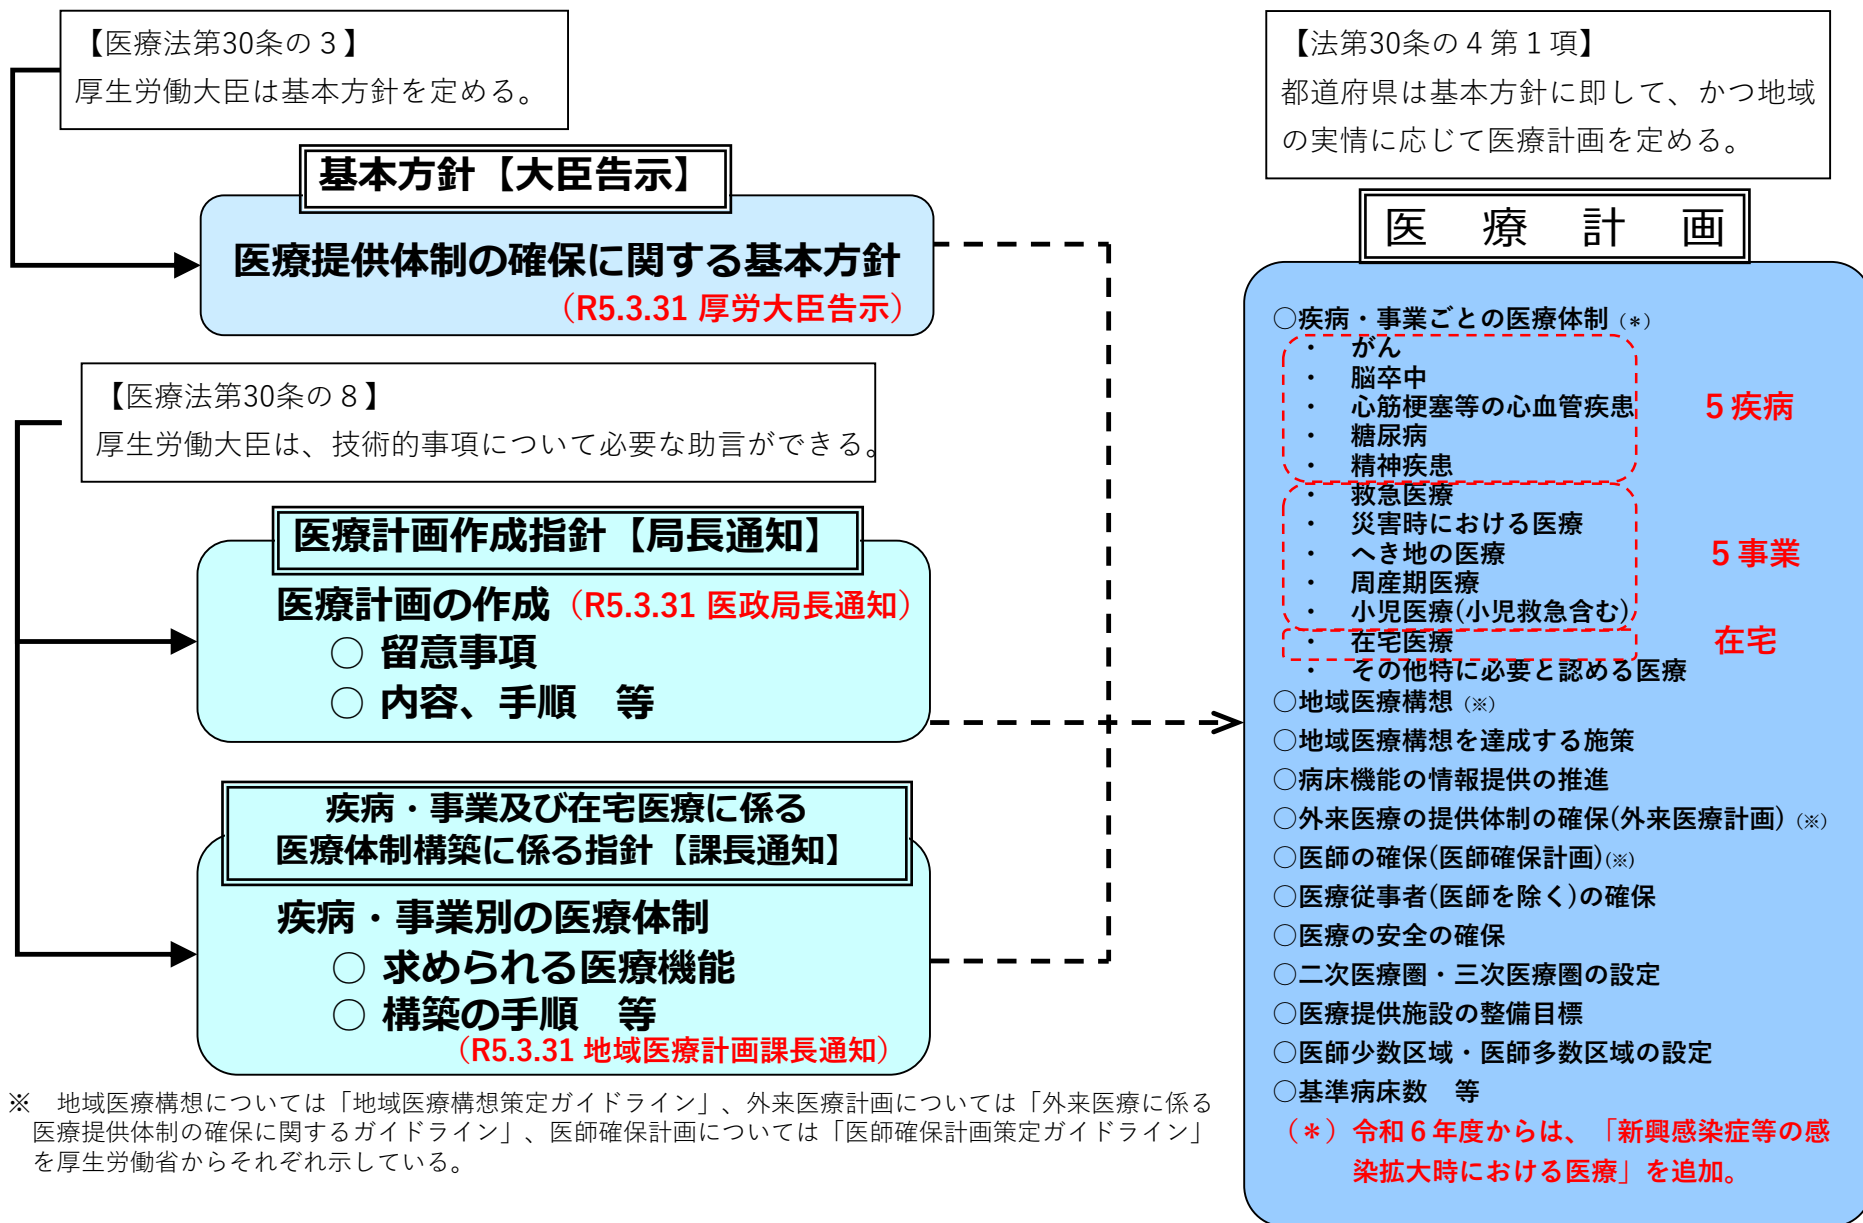 【医療法第30条の３】
厚生労働大臣は基本方針を定める。
基本方針【大臣告示】
医療提供体制の確保に関する基本方針
（R5.3.31 厚労大臣告示）
【医療法第30条の８】
厚生労働大臣は、技術的事項について必要な助言ができる。
医療計画作成指針【局長通知】
医療計画の作成（R5.3.31 医政局長通知）
○ 留意事項
○ 内容、手順　等
疾病・事業及び在宅医療に係る
医療体制構築に係る指針【課長通知】
疾病・事業別の医療体制
○ 求められる医療機能
○ 構築の手順　等
（R5.3.31 地域医療計画課長通知）
※　地域医療構想については「地域医療構想策定ガイドライン」、外来医療計画については「外来医療に係る
医療提供体制の確保に関するガイドライン」、医師確保計画については「医師確保計画策定ガイドライン」
を厚生労働省からそれぞれ示している。
【法第30条の４第１項】
都道府県は基本方針に即して、かつ地域
の実情に応じて医療計画を定める。
医　療　計　画
○疾病・事業ごとの医療体制（*）
・　がん
・　脳卒中
・　心筋梗塞等の心血管疾患
・　糖尿病
・　精神疾患
５疾病
・　救急医療
・　災害時における医療
・　へき地の医療
・　周産期医療
・　小児医療(小児救急含む)
５事業
・　在宅医療
在宅
・　その他特に必要と認める医療
○地域医療構想（※）
○地域医療構想を達成する施策
○病床機能の情報提供の推進
○外来医療の提供体制の確保(外来医療計画)（※）
○医師の確保(医師確保計画)(※)
○医療従事者(医師を除く)の確保
○医療の安全の確保
○二次医療圏・三次医療圏の設定
○医療提供施設の整備目標
○医師少数区域・医師多数区域の設定
○基準病床数　等
（*）令和６年度からは、「新興感染症等の感
染拡大時における医療」を追加。